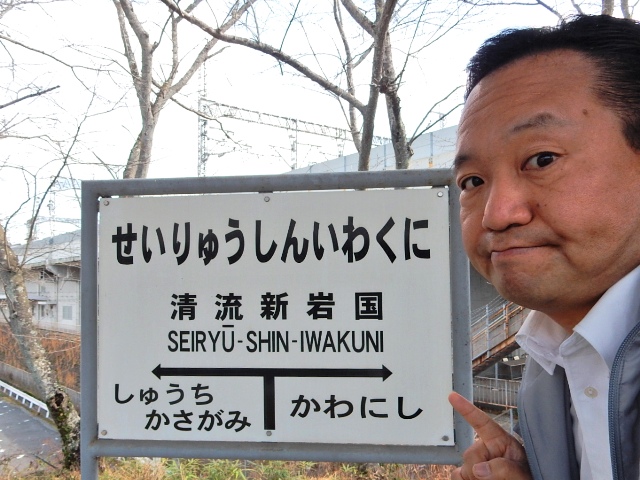 せいりゅうしんいわくに
清流新岩国
SEIRYŪ-SHIN-IWAKUNI
しゅうち
かさがみ
かわにし